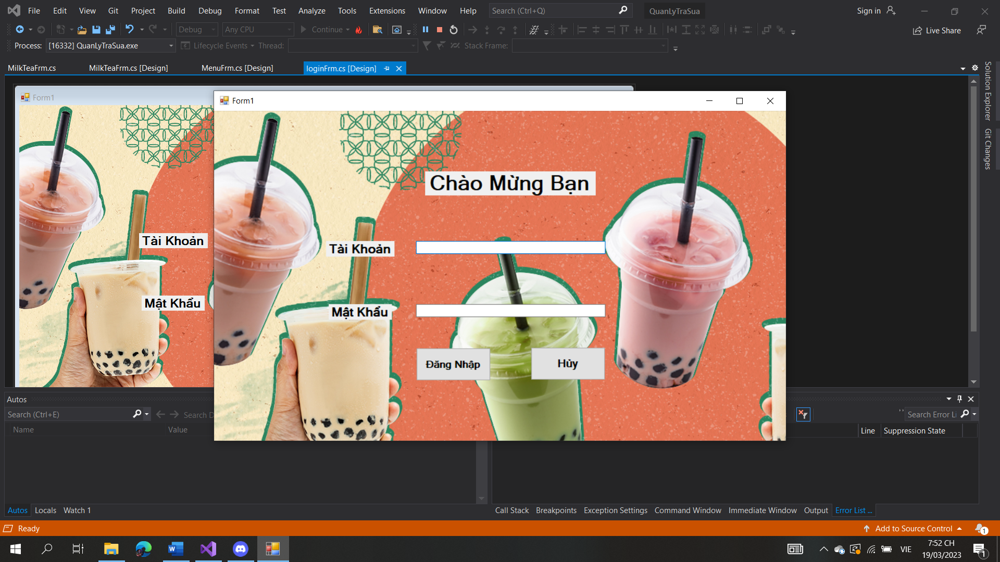 File Edit View Git Project Build Debug Format Test Analyze Tools Extensions Window Help Search (Ctrl+Q) QuanLyTraSua Sign in
Debug Any CPU Continue Live Share
Process: [16332] QuanLyTraSua.exe Lifecycle Events Thread: Stack Frame:
MilkTeaFrm.cs MilkTeaFrm.cs [Design] MenuFrm.cs [Design] loginFrm.cs [Design]
Solution Explorer
Git Changes
Form1
Tài Khoản
Mật Khẩu
Form1
Chào Mừng Bạn
Tài Khoản
Mật Khẩu
Đăng Nhập Hủy
Autos
Search (Ctrl+E) Search D
Name Value
Search Error Li
Line Suppression State
Autos Locals Watch 1
Call Stack Breakpoints Exception Settings Command Window Immediate Window Output Error List ...
Ready Add to Source Control 1
VIE 7:52 CH
19/03/2023 1